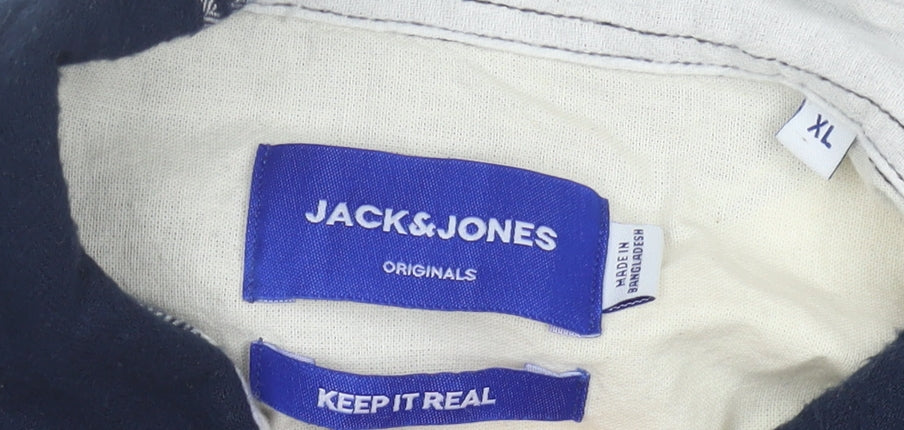 XL
JACK&JONES
ORIGINALS
MADE IN
BANGLADESH
KEEP IT REAL